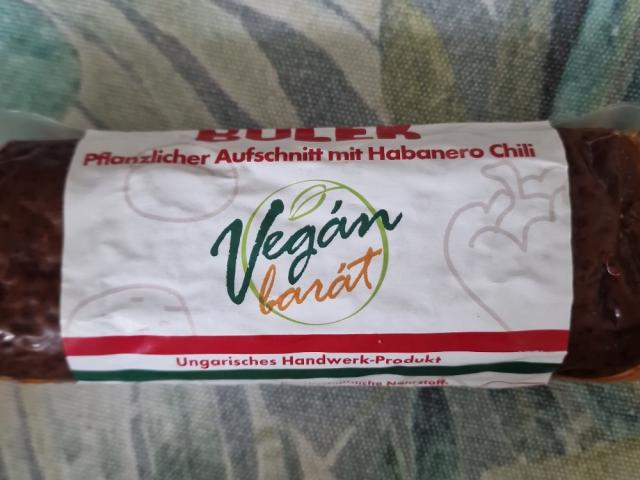 BULEK
Pflanzlicher Aufschnitt mit Habanero Chili
Vegán
barát
Ungarisches Handwerk-Produkt